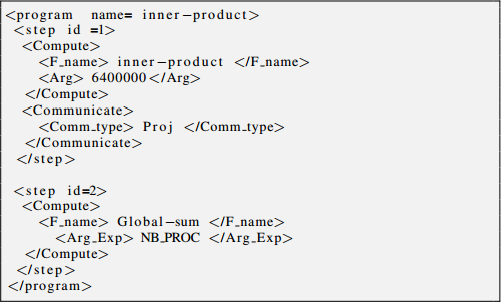 <program name= inner-product>
<step id =1>
<Compute>
<F_name> inner-product </F_name>
<Arg> 6400000</Arg>
</Compute>
<Communicate>
<Comm_type> Proj </Comm_type>
</Communicate>
</step>
<step id=2>
<Compute>
<F_name> Global-sum </F_name>
<Arg_Exp> NB_PROC </Arg_Exp>
</Compute>
</step>
</program>